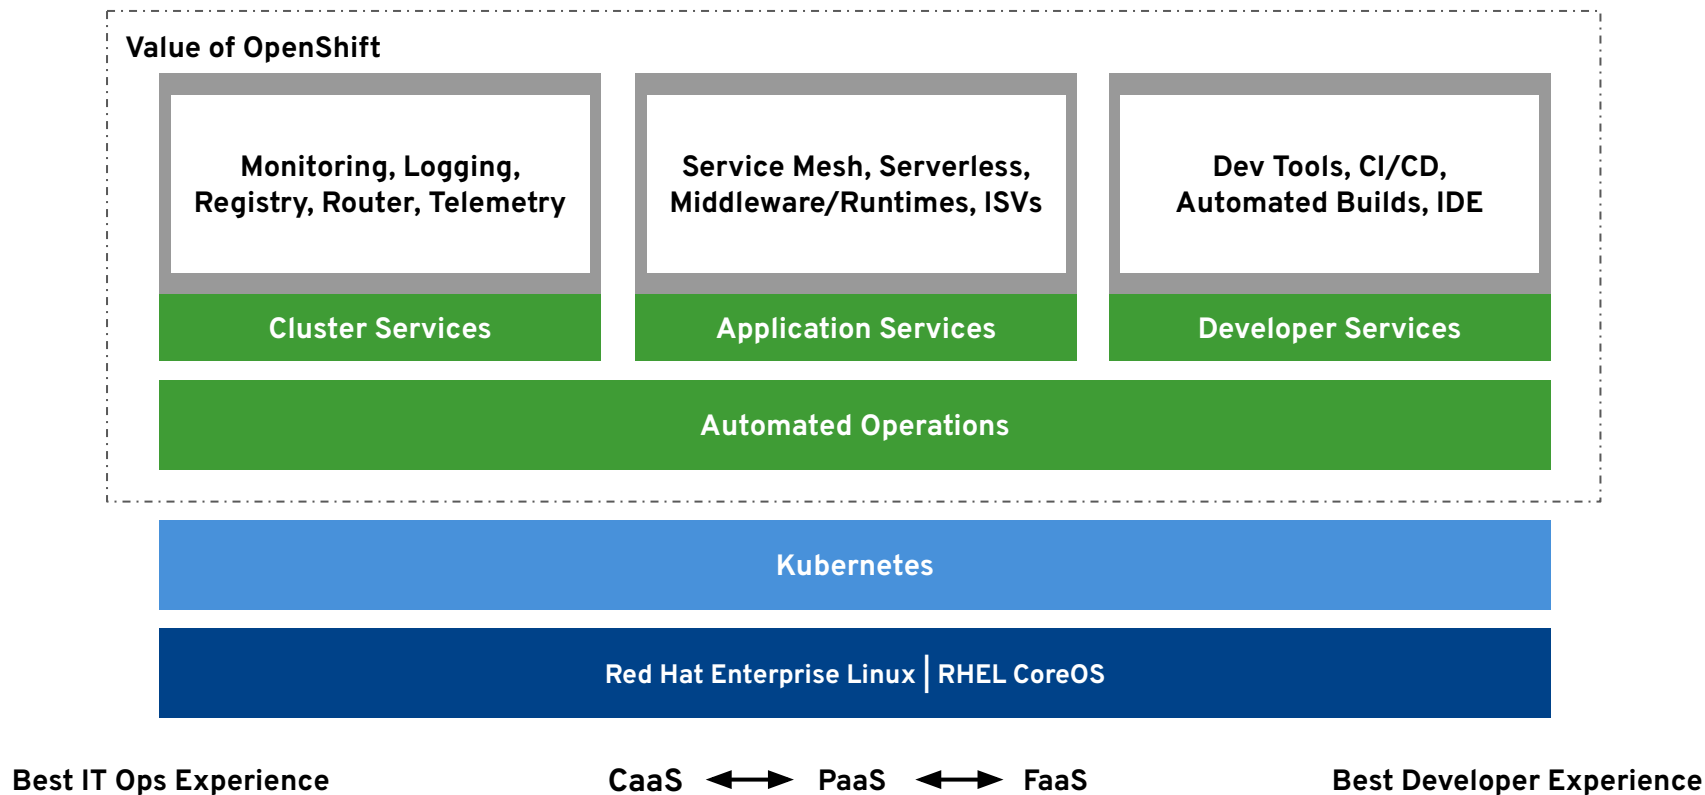 Value of OpenShift
Monitoring, Logging,
Registry, Router, Telemetry
Service Mesh, Serverless,
Middleware/Runtimes, ISVs
Dev Tools, CI/CD,
Automated Builds, IDE
Cluster Services
Application Services
Developer Services
Automated Operations
Kubernetes
Red Hat Enterprise Linux | RHEL CoreOS
Best IT Ops Experience
CaaS
PaaS
FaaS
Best Developer Experience